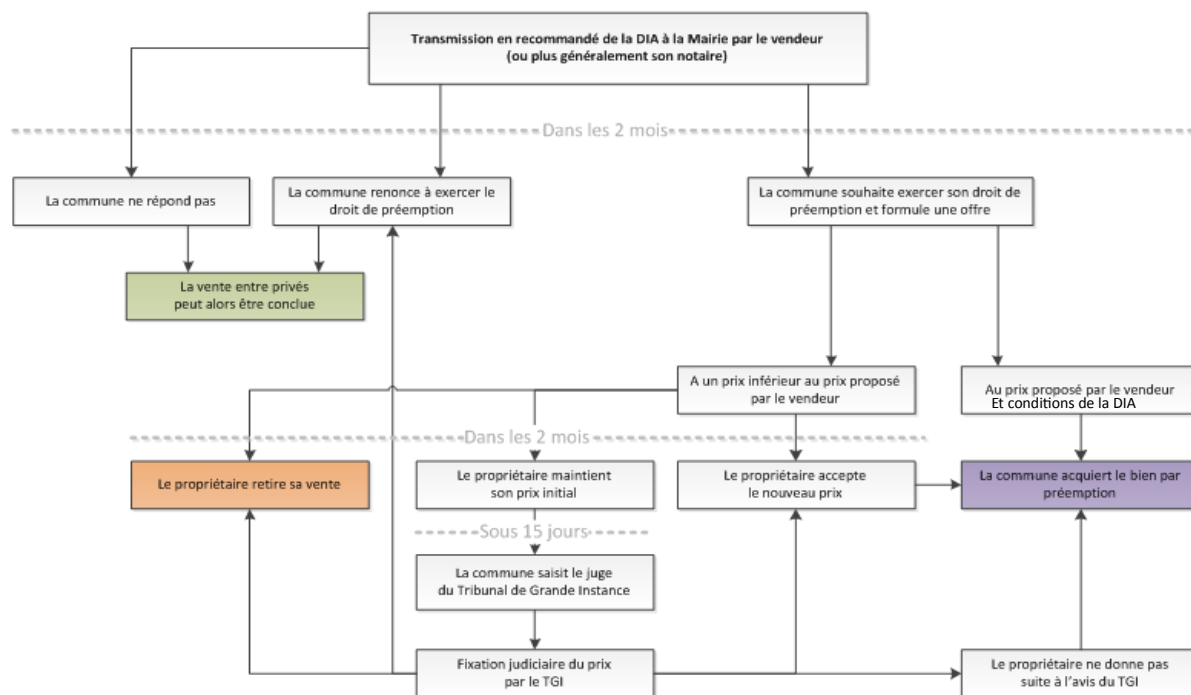 Transmission en recommandé de la DIA à la Mairie par le vendeur
(ou plus généralement son notaire)
Dans les 2 mois
La commune ne répond pas
La commune renonce à exercer le
droit de préemption
La commune souhaite exercer son droit de
préemption et formule une offre
La vente entre privés
peut alors être conclue
A un prix inférieur au prix proposé
par le vendeur
Au prix proposé par le vendeur
Et conditions de la DIA
Dans les 2 mois
Le propriétaire retire sa vente
Le propriétaire maintient
son prix initial
Le propriétaire accepte
le nouveau prix
La commune acquiert le bien par
préemption
Sous 15 jours
La commune saisit le juge
du Tribunal de Grande Instance
Fixation judiciaire du prix
par le TGI
Le propriétaire ne donne pas
suite à l'avis du TGI